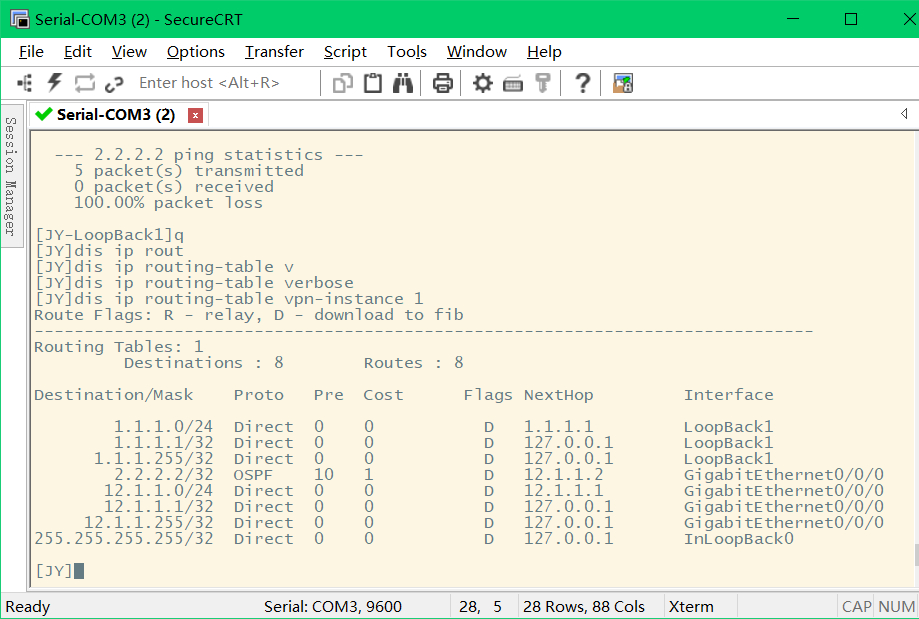 Serial-COM3 (2) - SecureCRT
File Edit View Options Transfer Script Tools Window Help
Enter host <Alt+R>
Serial-COM3 (2)
Session Manager
--- 2.2.2.2 ping statistics ---
5 packet(s) transmitted
0 packet(s) received
100.00% packet loss
[JY-LoopBack1]q
[JY]dis ip rout
[JY]dis ip routing-table v
[JY]dis ip routing-table verbose
[JY]dis ip routing-table vpn-instance 1
Route Flags: R - relay, D - download to fib
------------------------------------------------------------------------------
Routing Tables: 1
Destinations : 8 Routes : 8
Destination/Mask Proto Pre Cost Flags NextHop Interface
1.1.1.0/24 Direct 0 0 D 1.1.1.1 LoopBack1
1.1.1.1/32 Direct 0 0 D 127.0.0.1 LoopBack1
1.1.1.255/32 Direct 0 0 D 127.0.0.1 LoopBack1
2.2.2.2/32 OSPF 10 1 D 12.1.1.2 GigabitEthernet0/0/0
12.1.1.0/24 Direct 0 0 D 12.1.1.1 GigabitEthernet0/0/0
12.1.1.1/32 Direct 0 0 D 127.0.0.1 GigabitEthernet0/0/0
12.1.1.255/32 Direct 0 0 D 127.0.0.1 GigabitEthernet0/0/0
255.255.255.255/32 Direct 0 0 D 127.0.0.1 InLoopBack0
[JY]
Ready Serial: COM3, 9600 28, 5 28 Rows, 88 Cols Xterm CAP NUM